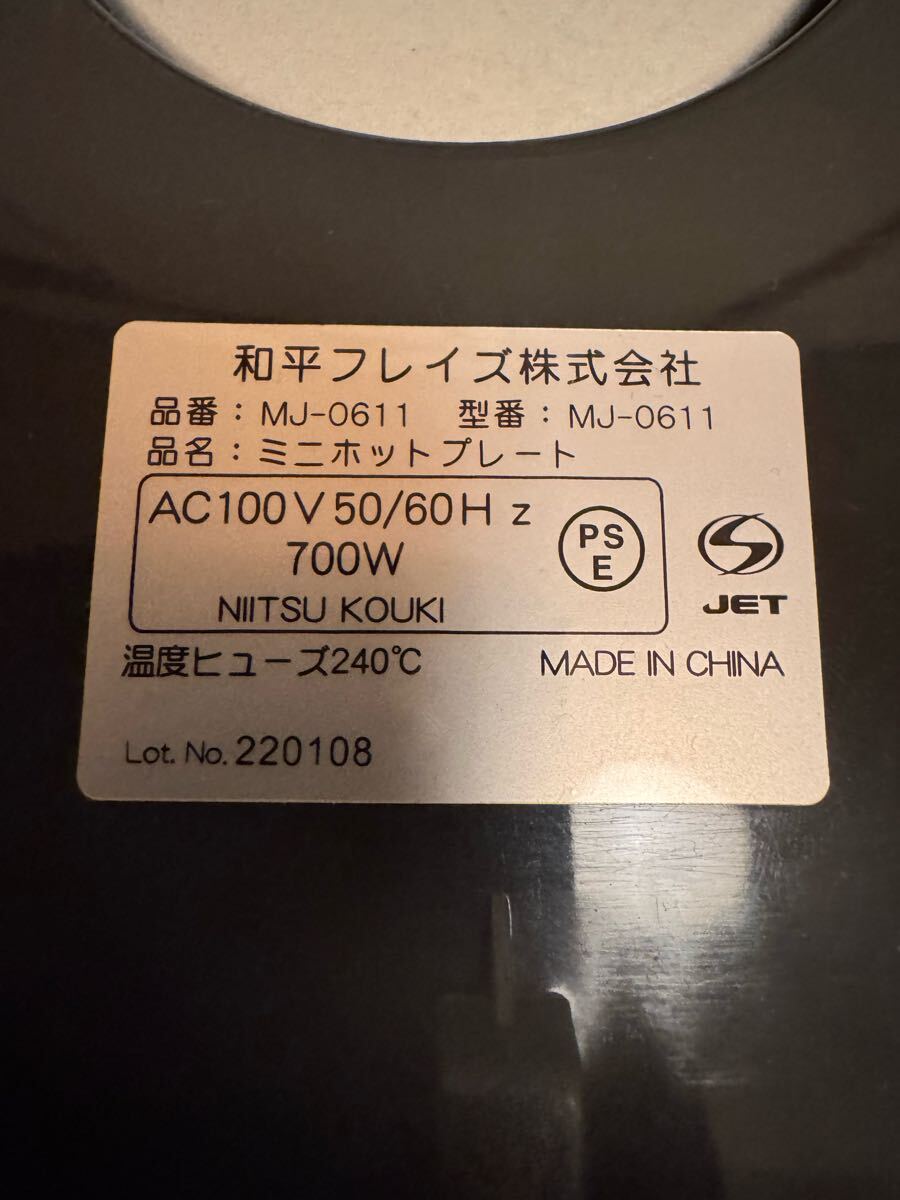 和平フレイズ株式会社
品番：MJ-0611 型番：MJ-0611
品名：ミニホットプレート
AC100V 50/60Hz
700W
NIITSU KOUKI
PS
E
JET
温度ヒューズ240℃ MADE IN CHINA
Lot. No. 220108